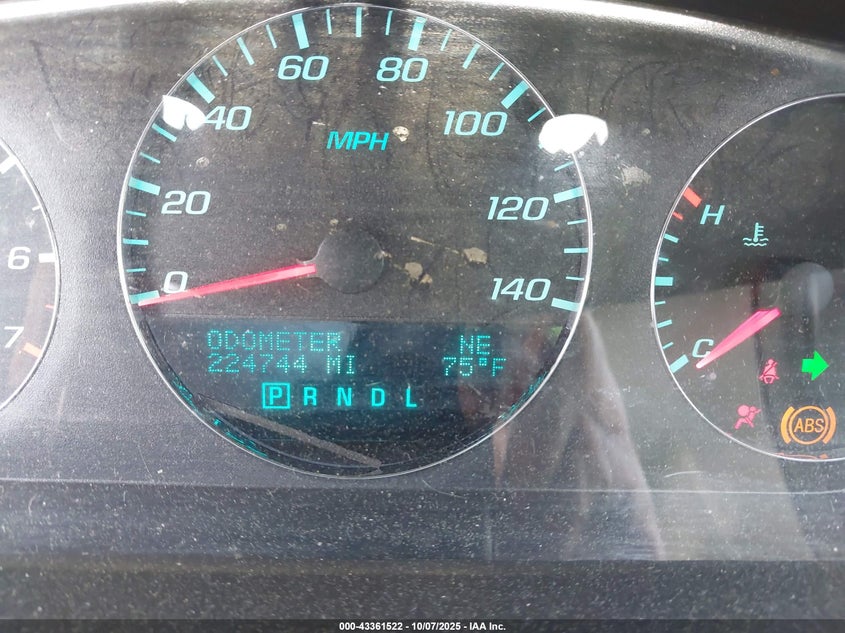 60 80
40 100
MPH
20 120
H
6
0 140
7
ODOMETER NE
224744 MI 75°F
C
P R N D L
ABS
000-43361522 - 10/07/2025 - IAA Inc.